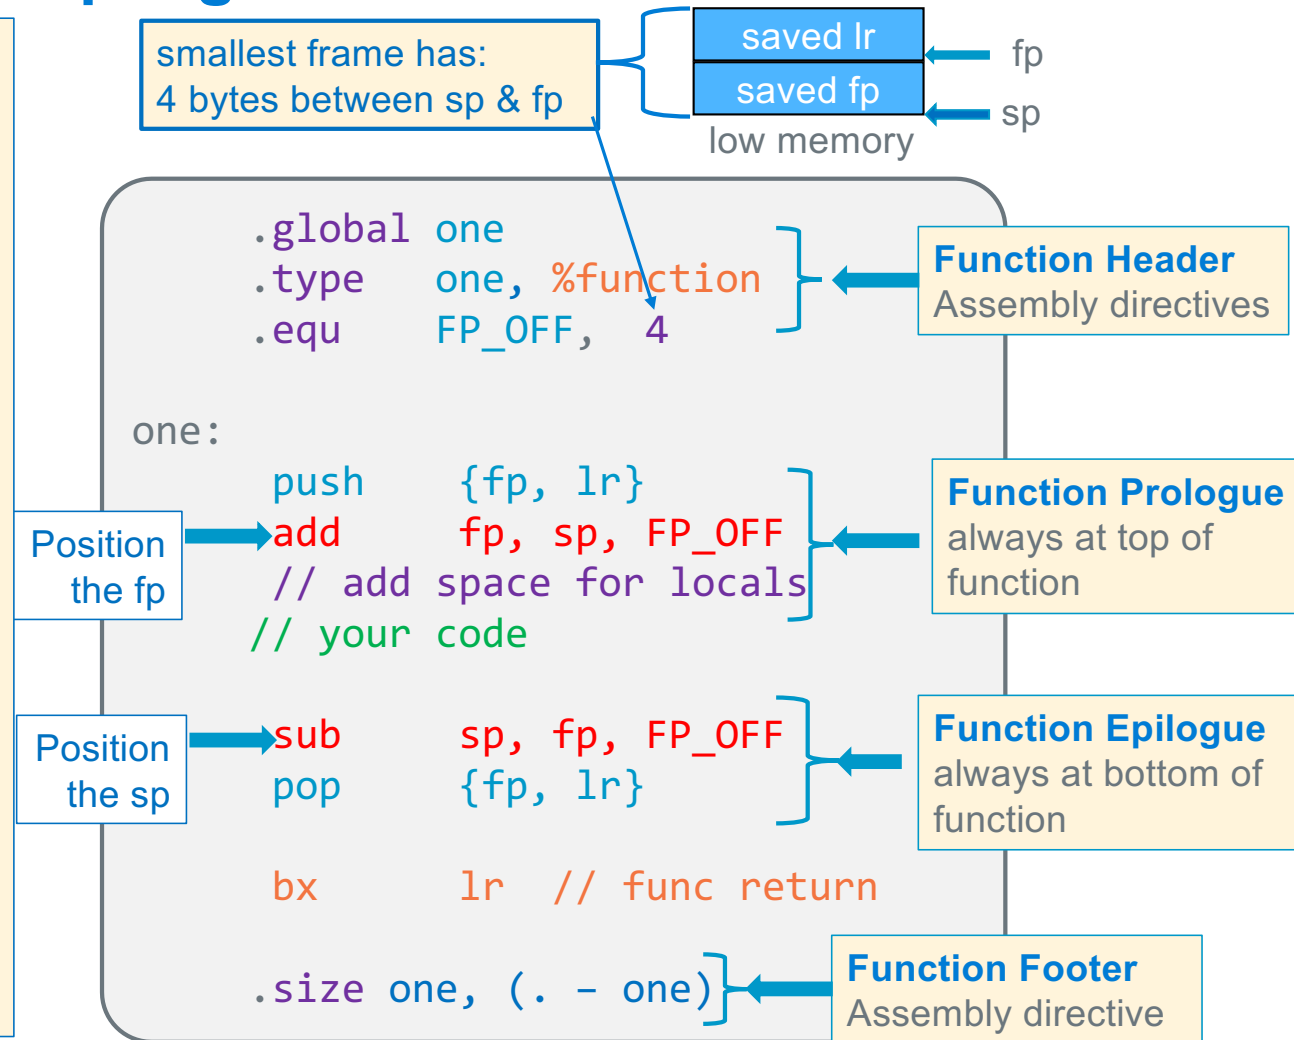 smallest frame has:
4 bytes between sp & fp
saved lr
saved fp
fp
sp
low memory
.global one
.type one, %function
.equ FP_OFF, 4
Function Header
Assembly directives
one:
push {fp, lr}
add fp, sp, FP_OFF
// add space for locals
// your code
Position
the fp
Function Prologue
always at top of
function
sub sp, fp, FP_OFF
pop {fp, lr}
Position
the sp
Function Epilogue
always at bottom of
function
bx lr // func return
.size one, (. – one)
Function Footer
Assembly directive